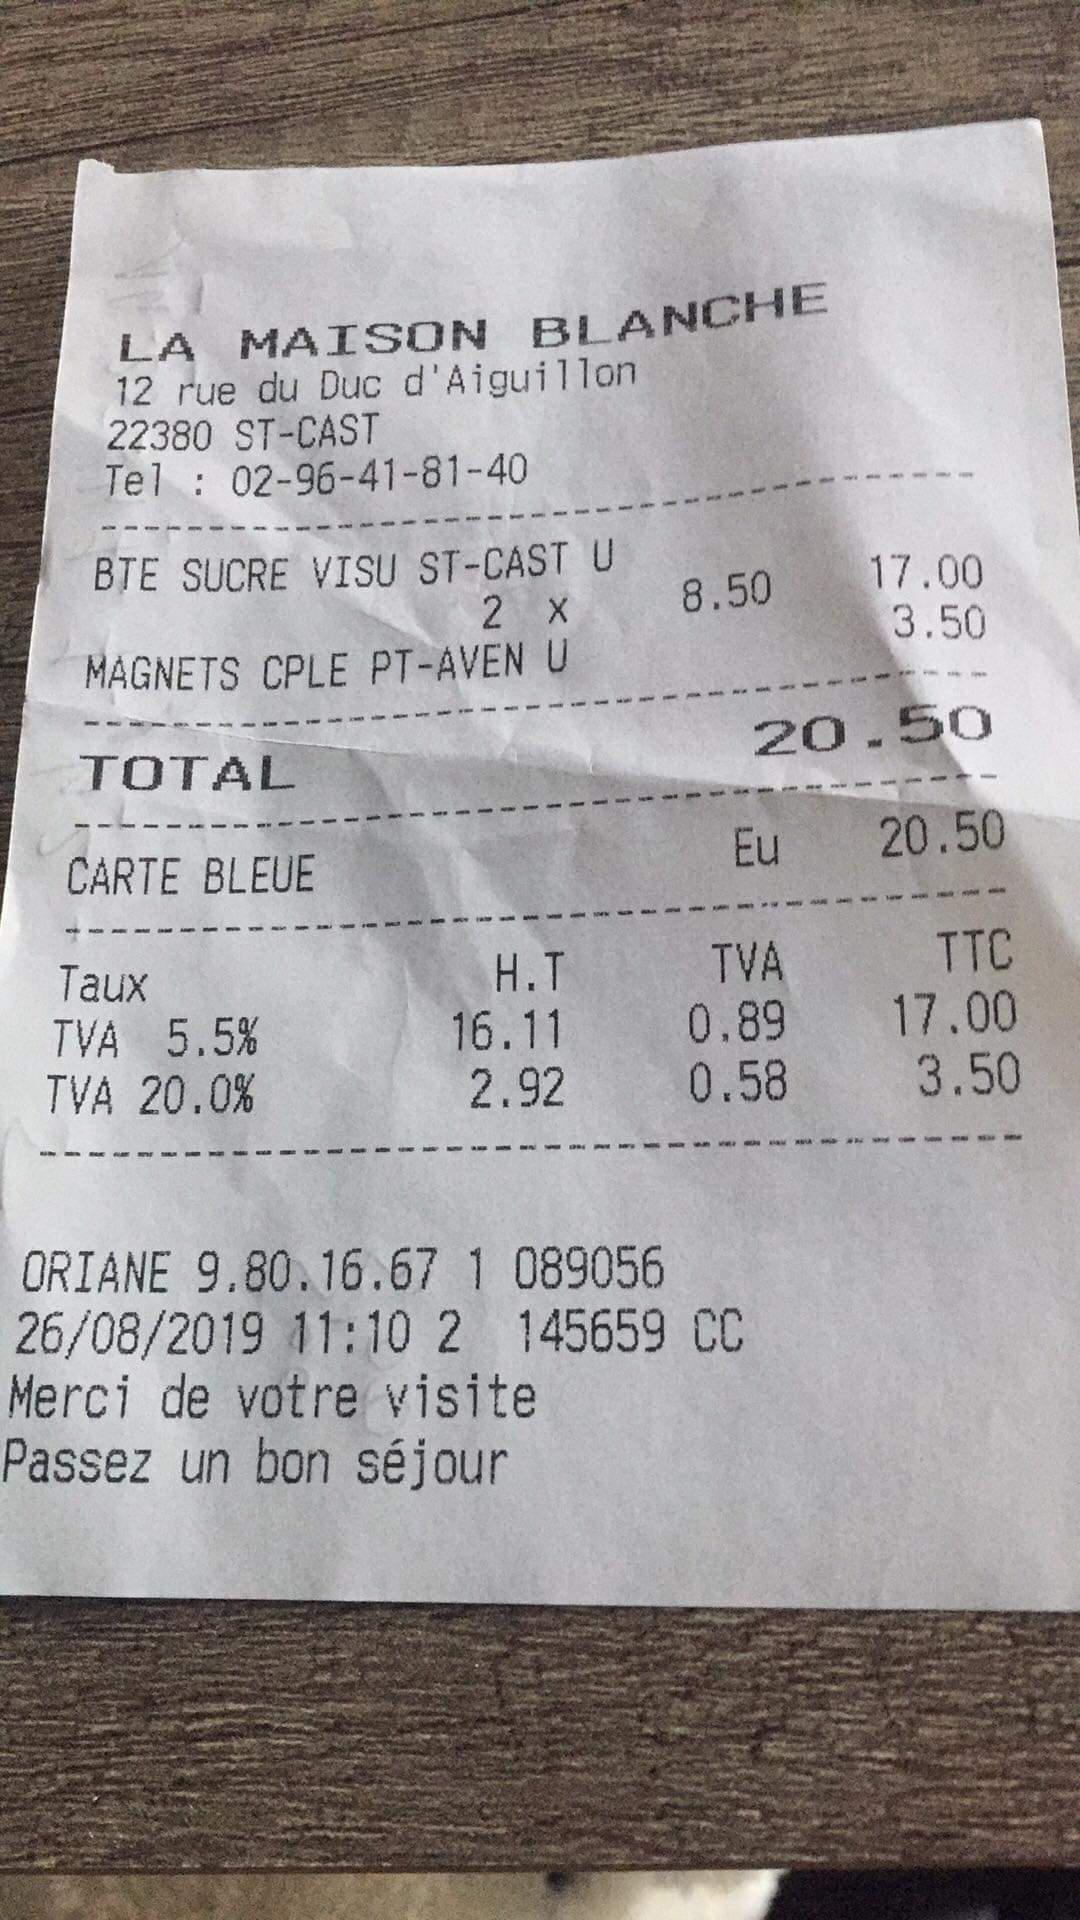 LA MAISON BLANCHE
12 rue du Duc d'Aiguillon
22380 ST-CAST
Tel : 02-96-41-81-40
BTE SUCRE VISU ST-CAST U
2 x 8.50 17.00
MAGNETS CPLE PT-AVEN U 3.50
TOTAL 20.50
CARTE BLEUE Eu 20.50
Taux H.T TVA TTC
TVA 5.5% 16.11 0.89 17.00
TVA 20.0% 2.92 0.58 3.50
ORIANE 9.80.16.67 1 089056
26/08/2019 11:10 2 145659 CC
Merci de votre visite
Passez un bon séjour